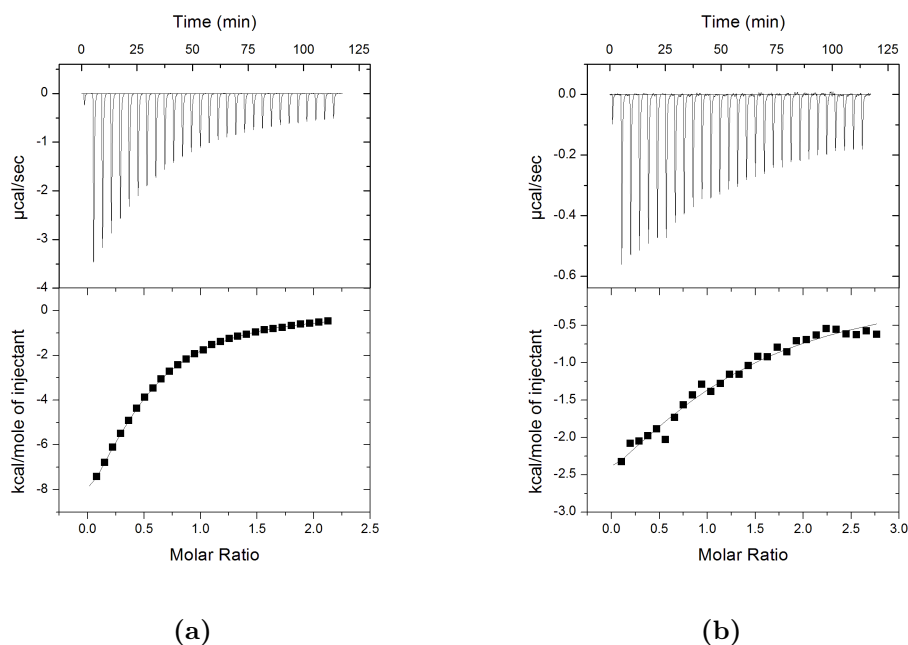 Time (min)
0 25 50 75 100 125
0
-1
-2
-3
-4
µcal/sec
0
-2
-4
-6
-8
kcal/mole of injectant
0.0 0.5 1.0 1.5 2.0 2.5
Molar Ratio
(a)
Time (min)
0 25 50 75 100 125
0.0
-0.2
-0.4
-0.6
µcal/sec
-0.5
-1.0
-1.5
-2.0
-2.5
-3.0
kcal/mole of injectant
0.0 0.5 1.0 1.5 2.0 2.5 3.0
Molar Ratio
(b)